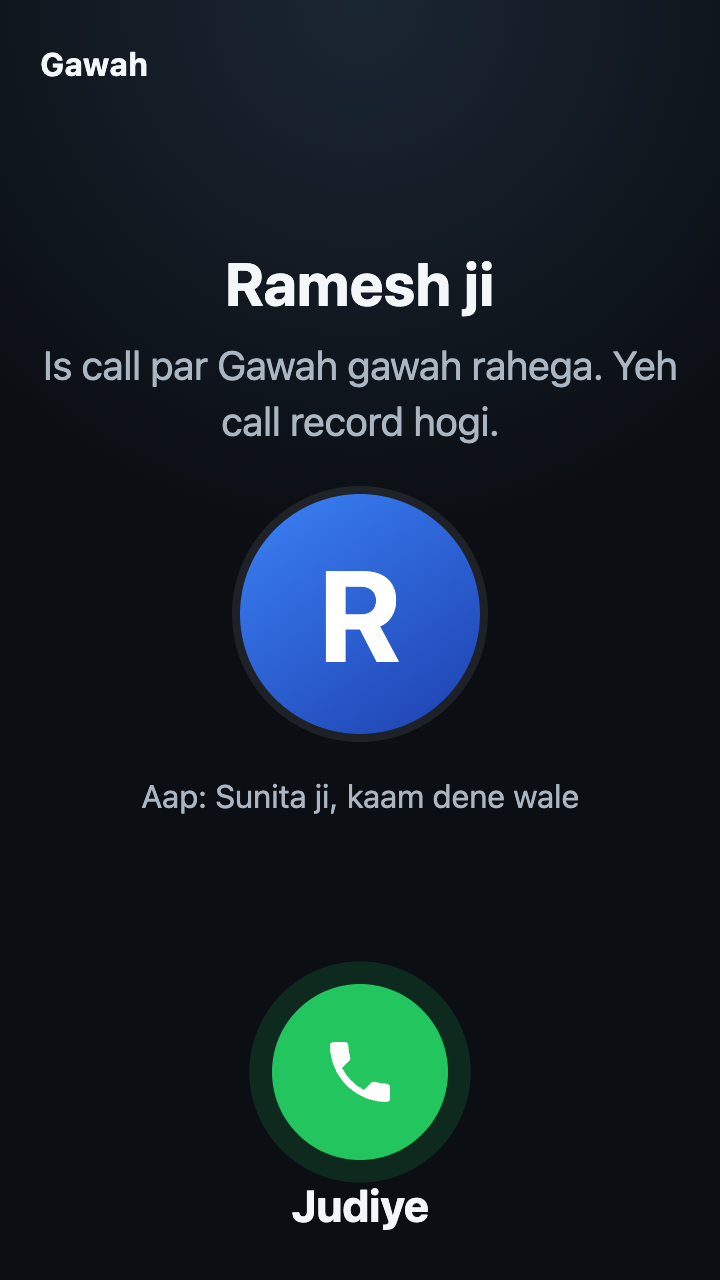 Gawah
Ramesh ji
Is call par Gawah gawah rahega. Yeh
call record hogi.
R
Aap: Sunita ji, kaam dene wale
Judiye